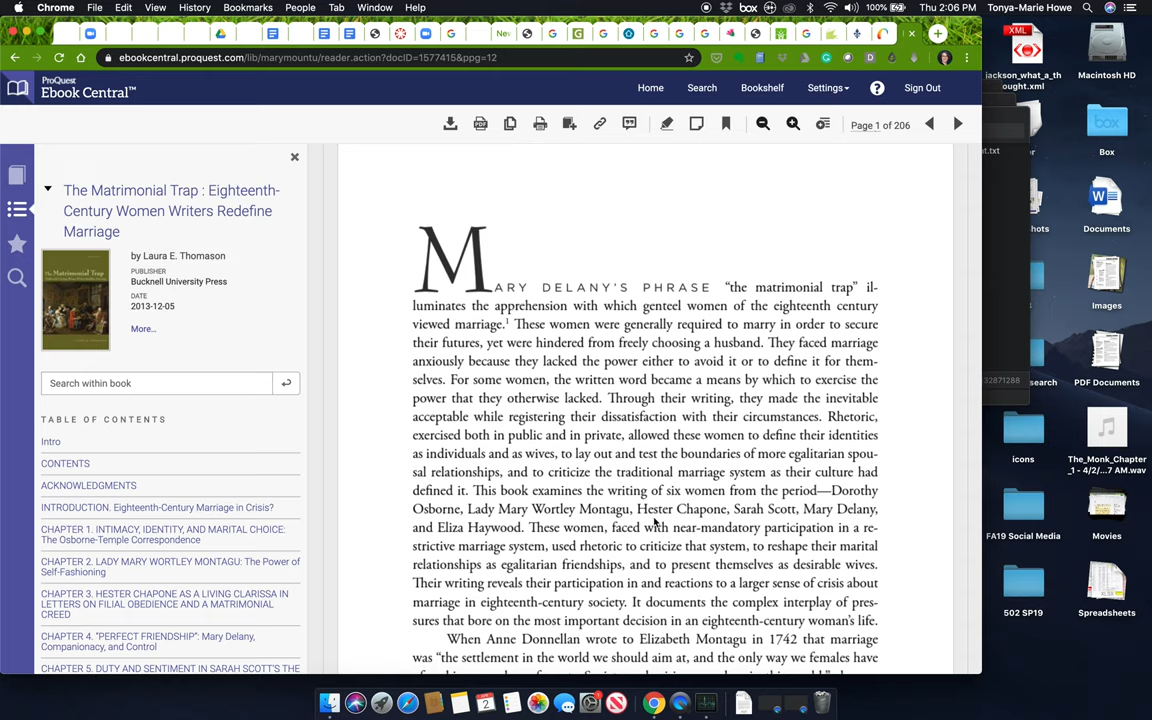 Chrome File Edit View History Bookmarks People Tab Window Help
box 100% Thu 2:06 PM Tonya-Marie Howe
New
ebookcentral.proquest.com/lib/marymountu/reader.action?docID=1577415&ppg=12
ProQuest
Ebook Central™
Home Search Bookshelf Settings Sign Out
Page 1 of 206
The Matrimonial Trap : Eighteenth-
Century Women Writers Redefine
Marriage
by Laura E. Thomason
PUBLISHER
Bucknell University Press
DATE
2013-12-05
More...
Search within book
TABLE OF CONTENTS
Intro
CONTENTS
ACKNOWLEDGMENTS
INTRODUCTION. Eighteenth-Century Marriage in Crisis?
CHAPTER 1. INTIMACY, IDENTITY, AND MARITAL CHOICE:
The Osborne-Temple Correspondence
CHAPTER 2. LADY MARY WORTLEY MONTAGU: The Power of
Self-Fashioning
CHAPTER 3. HESTER CHAPONE AS A LIVING CLARISSA IN
LETTERS ON FILIAL OBEDIENCE AND A MATRIMONIAL
CREED
CHAPTER 4. “PERFECT FRIENDSHIP”: Mary Delany,
Companionacy, and Control
CHAPTER 5. DUTY AND SENTIMENT IN SARAH SCOTT'S THE
MARY DELANY'S PHRASE “the matrimonial trap” il-
luminates the apprehension with which genteel women of the eighteenth century
viewed marriage.1 These women were generally required to marry in order to secure
their futures, yet were hindered from freely choosing a husband. They faced marriage
anxiously because they lacked the power either to avoid it or to define it for them-
selves. For some women, the written word became a means by which to exercise the
power that they otherwise lacked. Through their writing, they made the inevitable
acceptable while registering their dissatisfaction with their circumstances. Rhetoric,
exercised both in public and in private, allowed these women to define their identities
as individuals and as wives, to lay out and test the boundaries of more egalitarian spou-
sal relationships, and to criticize the traditional marriage system as their culture had
defined it. This book examines the writing of six women from the period—Dorothy
Osborne, Lady Mary Wortley Montagu, Hester Chapone, Sarah Scott, Mary Delany,
and Eliza Haywood. These women, faced with near-mandatory participation in a re-
strictive marriage system, used rhetoric to criticize that system, to reshape their marital
relationships as egalitarian friendships, and to present themselves as desirable wives.
Their writing reveals their participation in and reactions to a larger sense of crisis about
marriage in eighteenth-century society. It documents the complex interplay of pres-
sures that bore on the most important decision in an eighteenth-century woman's life.
When Anne Donnellan wrote to Elizabeth Montagu in 1742 that marriage
was “the settlement in the world we should aim at, and the only way we females have
XML
jackson_what_a_th
ought.xml
Macintosh HD
at.txt
box
Box
W
Documents
Images
32871288
PDF Documents
icons
The_Monk_Chapter
_1 - 4/2/...7 AM.wav
FA19 Social Media
Movies
502 SP19
Spreadsheets